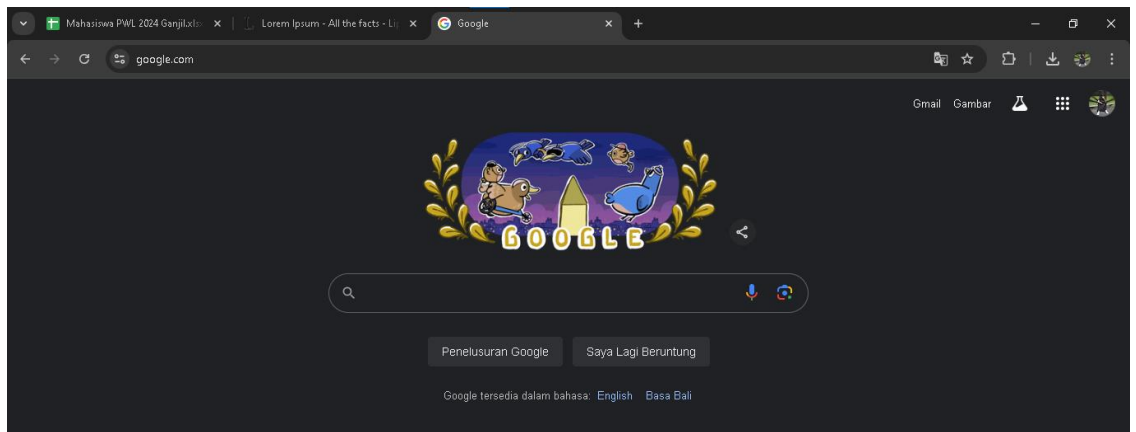 Mahasiswa PWL 2024 Ganjil.xls
Lorem Ipsum - All the facts - Li
Google
google.com
Gmail Gambar
GOOGLE
Penelusuran Google Saya Lagi Beruntung
Google tersedia dalam bahasa: English Basa Bali